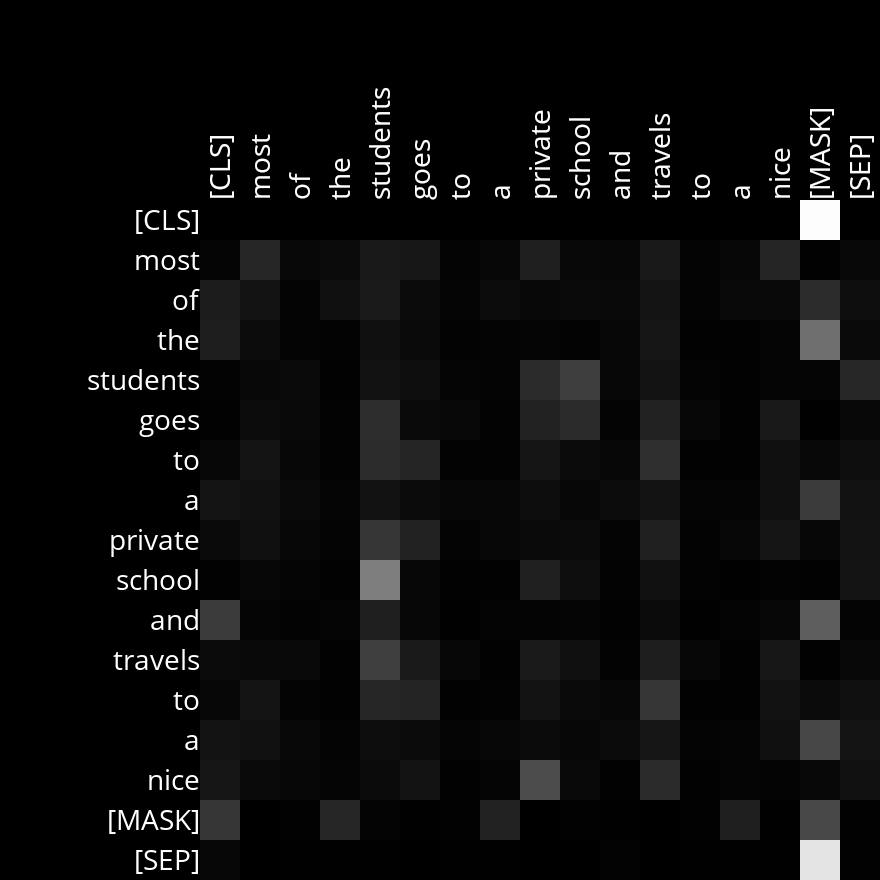 [CLS] most of the students goes to a private school and travels to a nice [MASK] [SEP]
[CLS]
most
of
the
students
goes
to
a
private
school
and
travels
to
a
nice
[MASK]
[SEP]